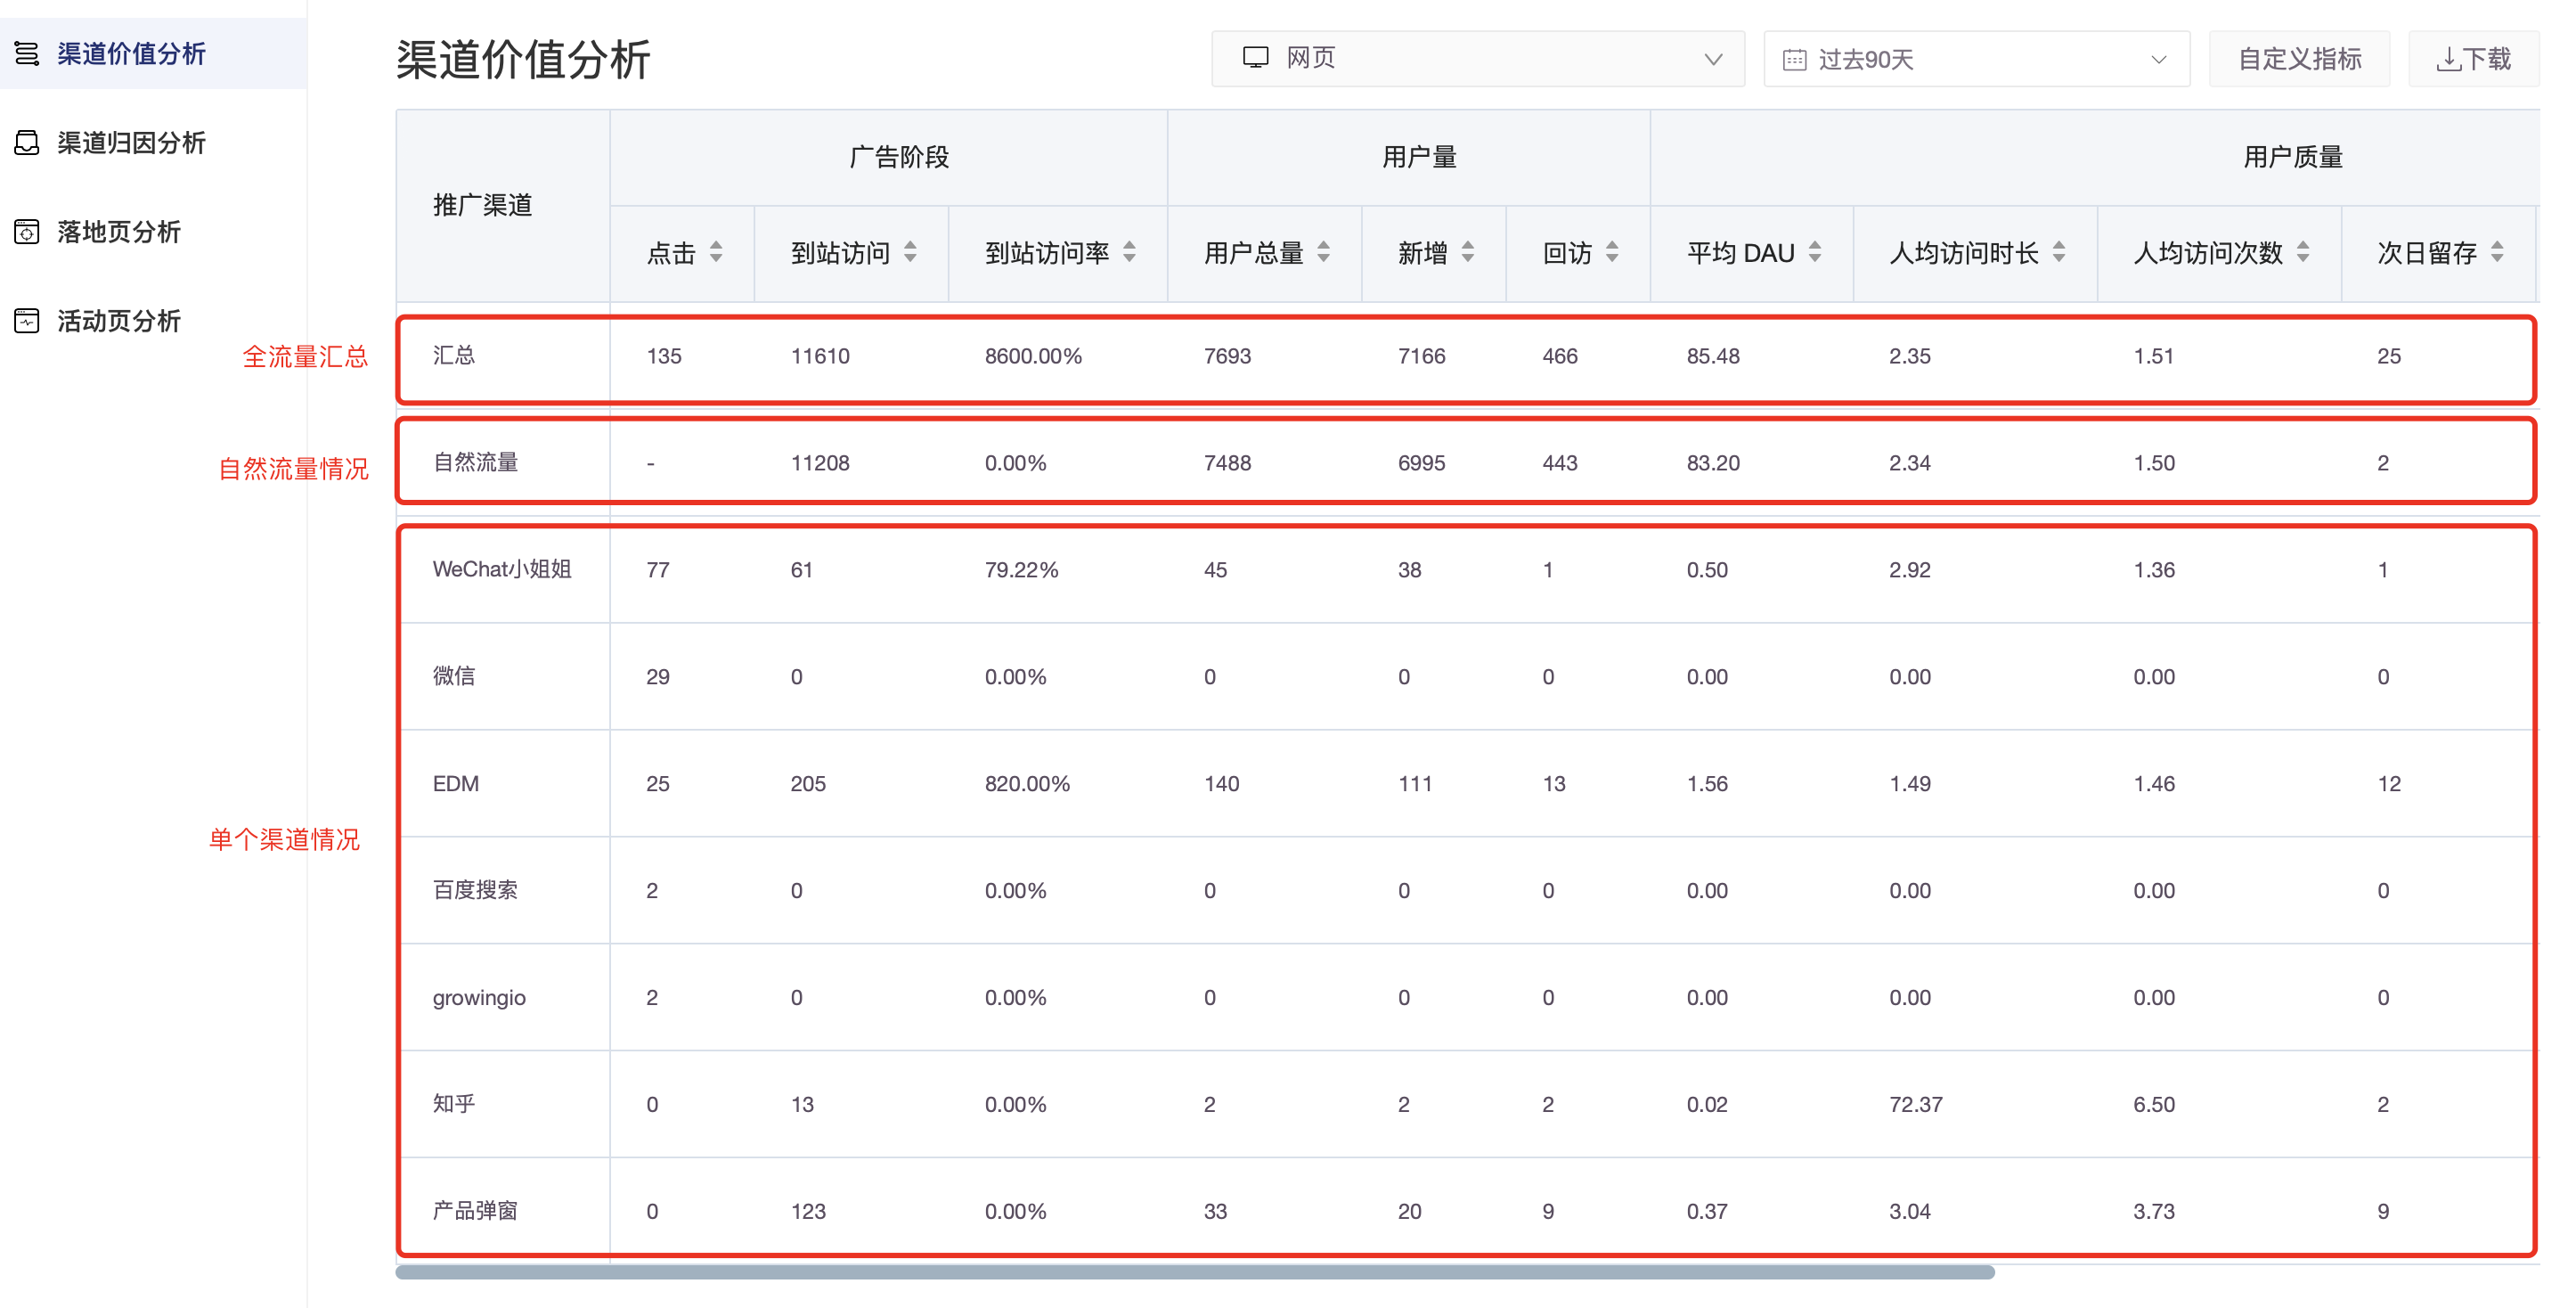 渠道价值分析
渠道归因分析
落地页分析
活动页分析
渠道价值分析
网页
过去90天
自定义指标
下载
推广渠道 广告阶段 用户量 用户质量
点击 到站访问 到站访问率 用户总量 新增 回访 平均 DAU 人均访问时长 人均访问次数 次日留存
全流量汇总
汇总 135 11610 8600.00% 7693 7166 466 85.48 2.35 1.51 25
自然流量情况
自然流量 - 11208 0.00% 7488 6995 443 83.20 2.34 1.50 2
单个渠道情况
WeChat小姐姐 77 61 79.22% 45 38 1 0.50 2.92 1.36 1
微信 29 0 0.00% 0 0 0 0.00 0.00 0.00 0
EDM 25 205 820.00% 140 111 13 1.56 1.49 1.46 12
百度搜索 2 0 0.00% 0 0 0 0.00 0.00 0.00 0
growingio 2 0 0.00% 0 0 0 0.00 0.00 0.00 0
知乎 0 13 0.00% 2 2 2 0.02 72.37 6.50 2
产品弹窗 0 123 0.00% 33 20 9 0.37 3.04 3.73 9